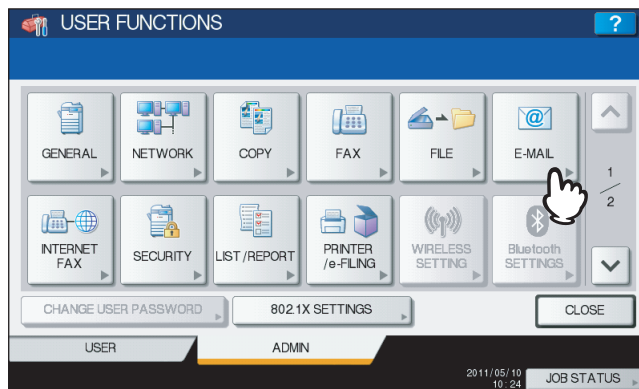 USER FUNCTIONS
?
GENERAL
NETWORK
COPY
FAX
FILE
@
E-MAIL
1
2
INTERNET
FAX
SECURITY
LIST/REPORT
PRINTER
/e-FILING
WIRELESS
SETTING
Bluetooth
SETTINGS
CHANGE USER PASSWORD
802.1X SETTINGS
CLOSE
USER
ADMIN
2011/05/10
10:24
JOB STATUS